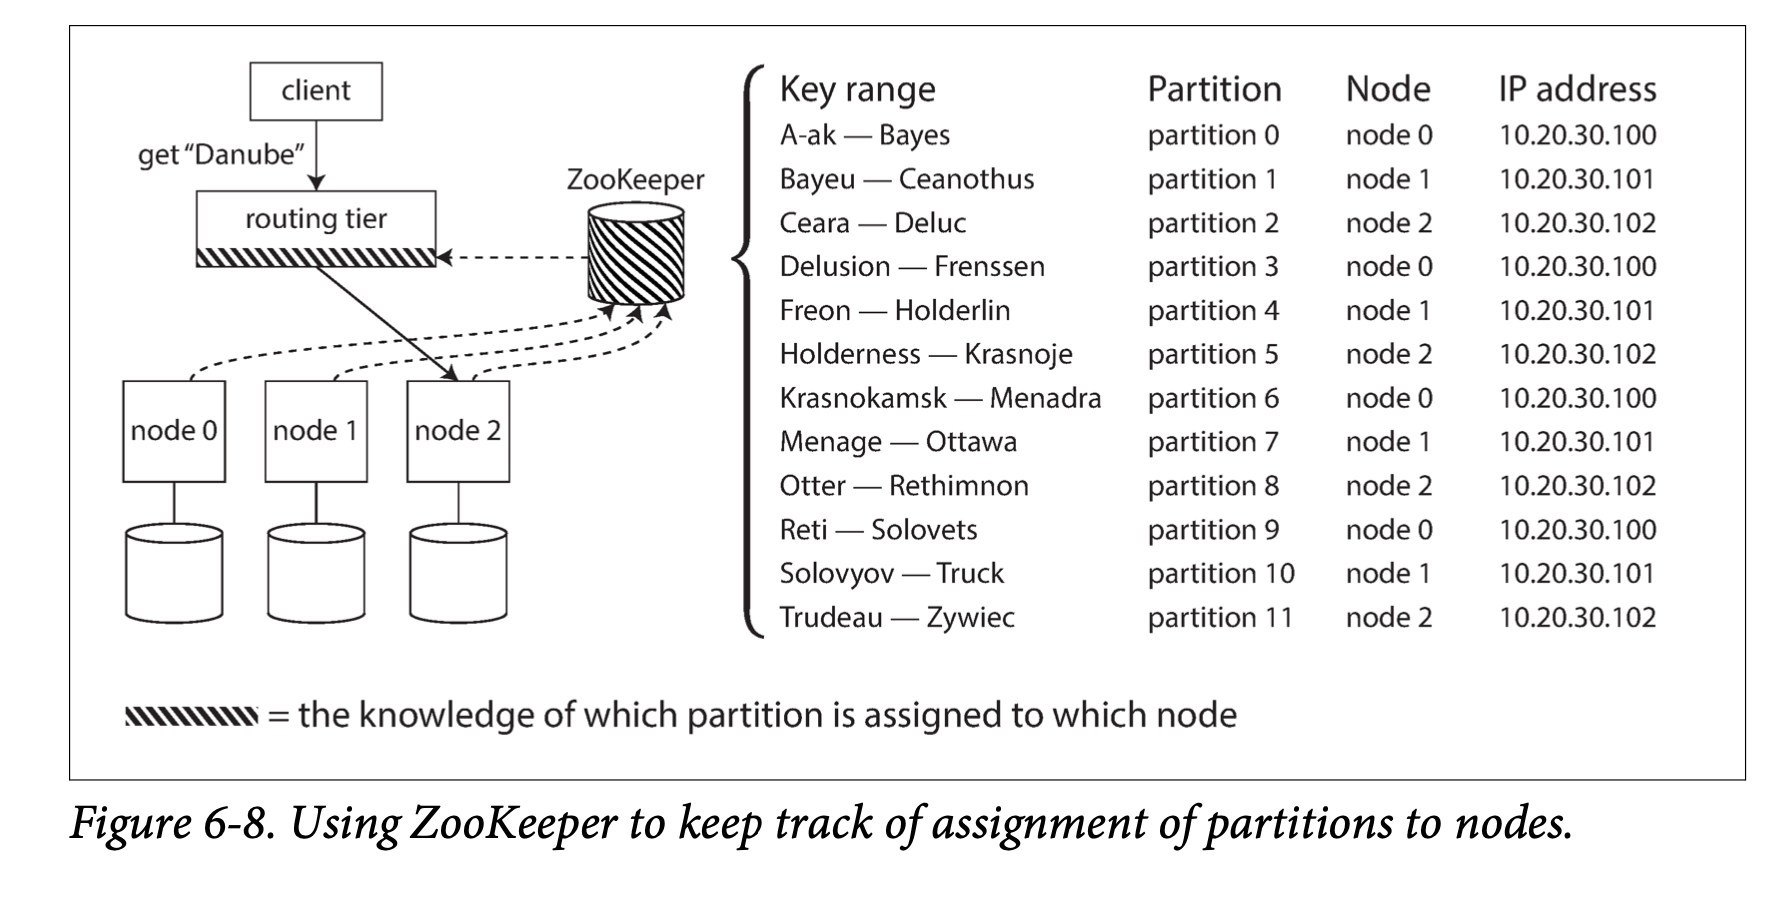 client
get “Danube”
routing tier
ZooKeeper
node 0
node 1
node 2
Key range Partition Node IP address
A-ak — Bayes partition 0 node 0 10.20.30.100
Bayeu — Ceanothus partition 1 node 1 10.20.30.101
Ceara — Deluc partition 2 node 2 10.20.30.102
Delusion — Frenssen partition 3 node 0 10.20.30.100
Freon — Holderlin partition 4 node 1 10.20.30.101
Holderness — Krasnoje partition 5 node 2 10.20.30.102
Krasnokamsk — Menadra partition 6 node 0 10.20.30.100
Menage — Ottawa partition 7 node 1 10.20.30.101
Otter — Rethimnon partition 8 node 2 10.20.30.102
Reti — Solovets partition 9 node 0 10.20.30.100
Solovyov — Truck partition 10 node 1 10.20.30.101
Trudeau — Zywiec partition 11 node 2 10.20.30.102
= the knowledge of which partition is assigned to which node
Figure 6-8. Using ZooKeeper to keep track of assignment of partitions to nodes.